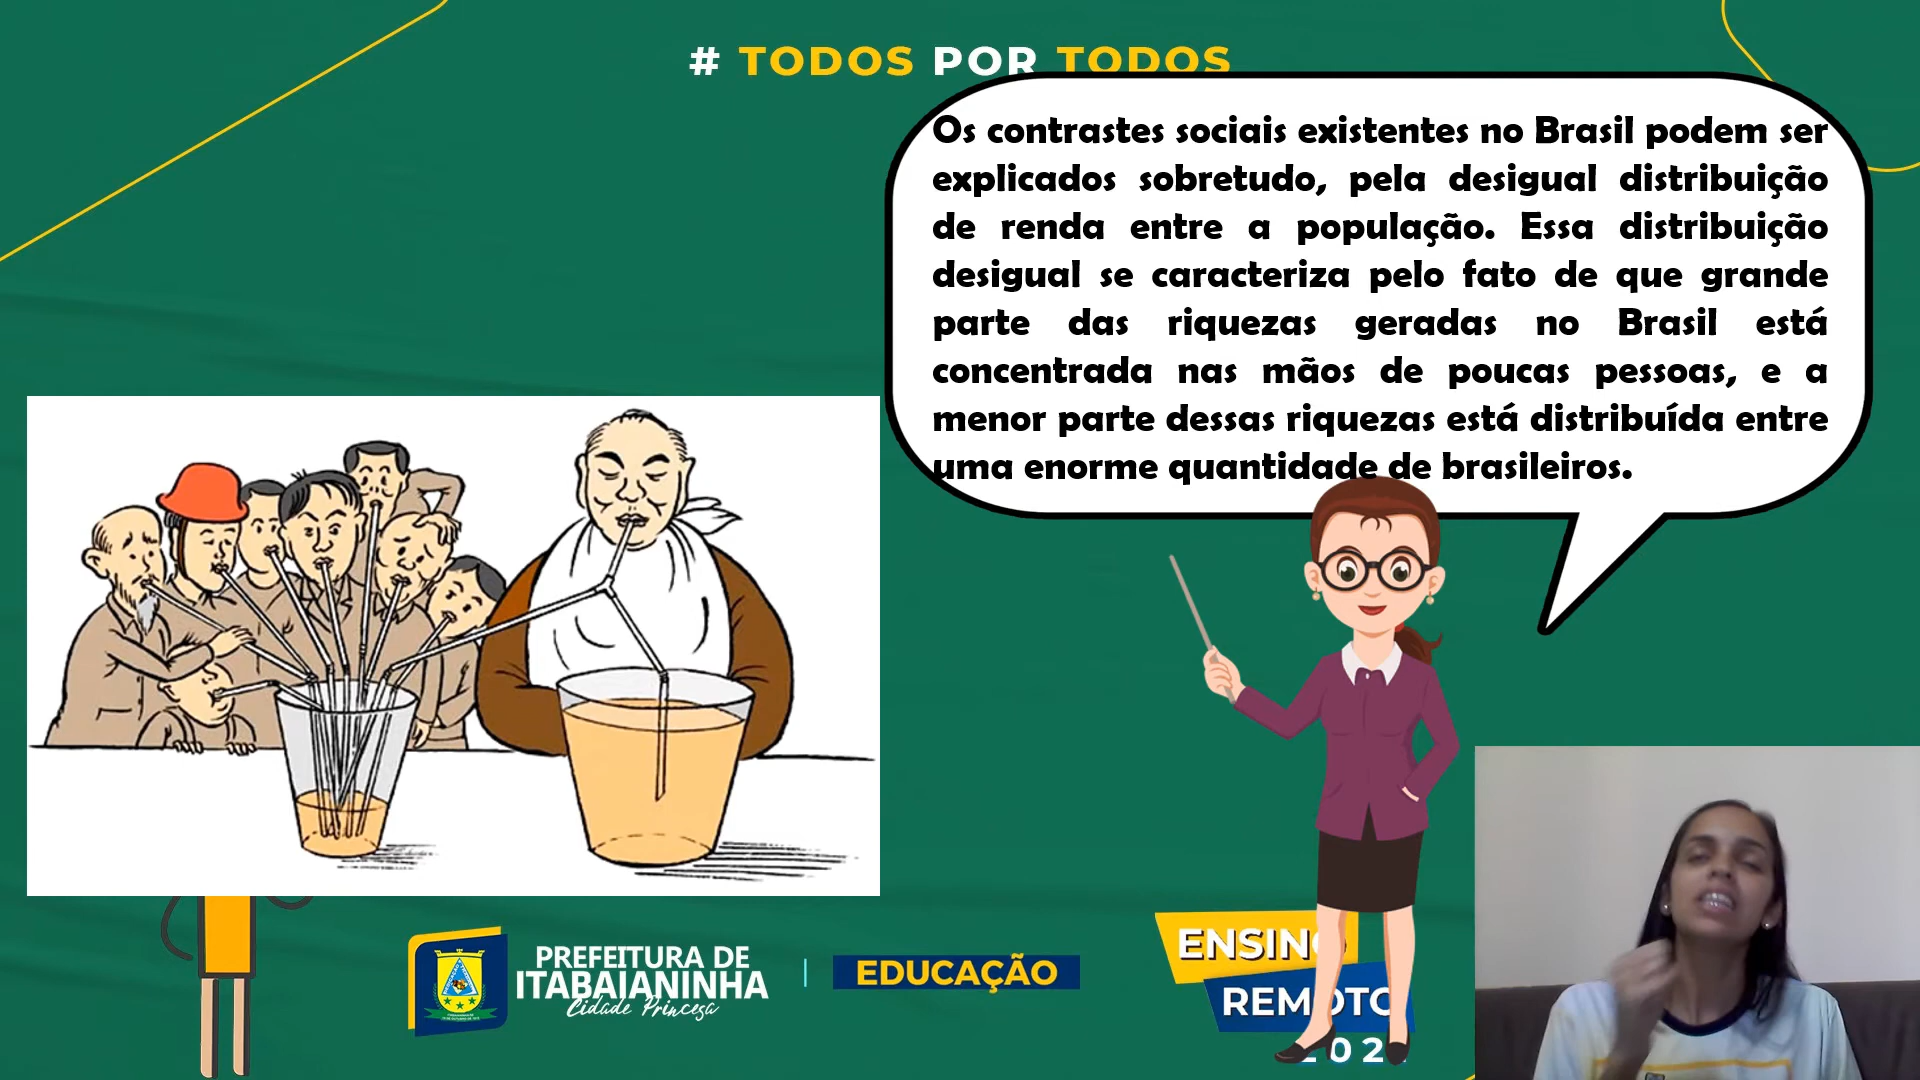 # TODOS POR TODOS
Os contrastes sociais existentes no Brasil podem ser
explicados sobretudo, pela desigual distribuição
de renda entre a população. Essa distribuição
desigual se caracteriza pelo fato de que grande
parte das riquezas geradas no Brasil está
concentrada nas mãos de poucas pessoas, e a
menor parte dessas riquezas está distribuída entre
uma enorme quantidade de brasileiros.
PREFEITURA DE
ITABAIANINHA
Cidade Princesa
EDUCAÇÃO
ENSINO
REMOTO